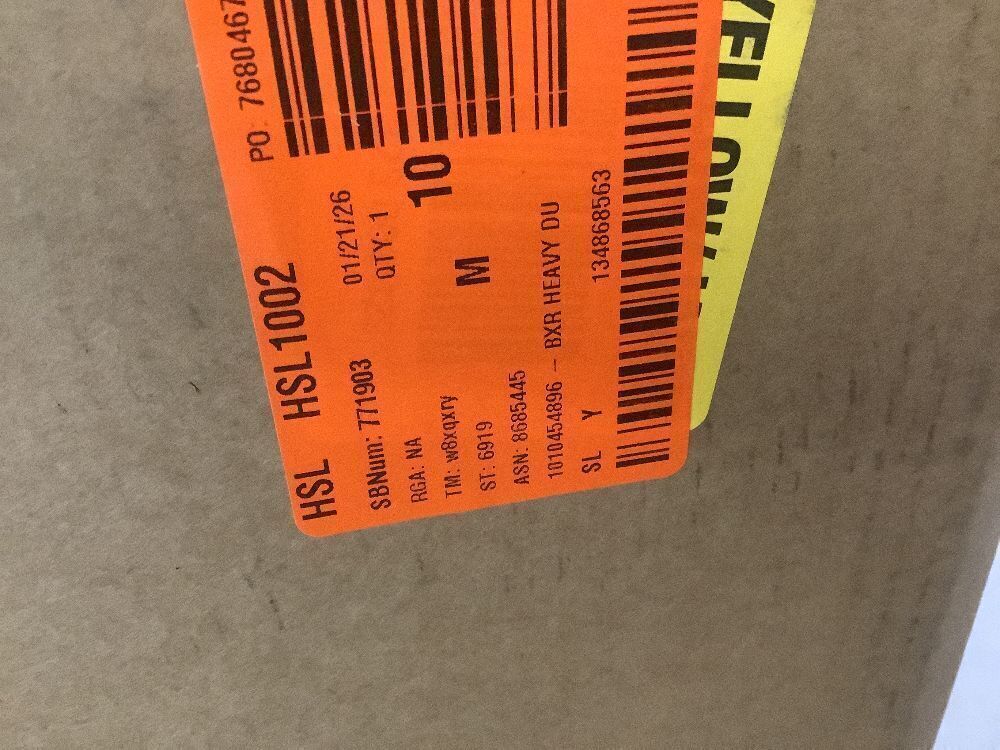 HSL HSL1002 PO: 7680467
SBNum: 771903 01/21/26
RGA: NA QTY: 1
TM: w8xqxry 10
ST: 6919 M
ASN: 8685445
1010454896 – BXR HEAVY DU
SL Y 134868563